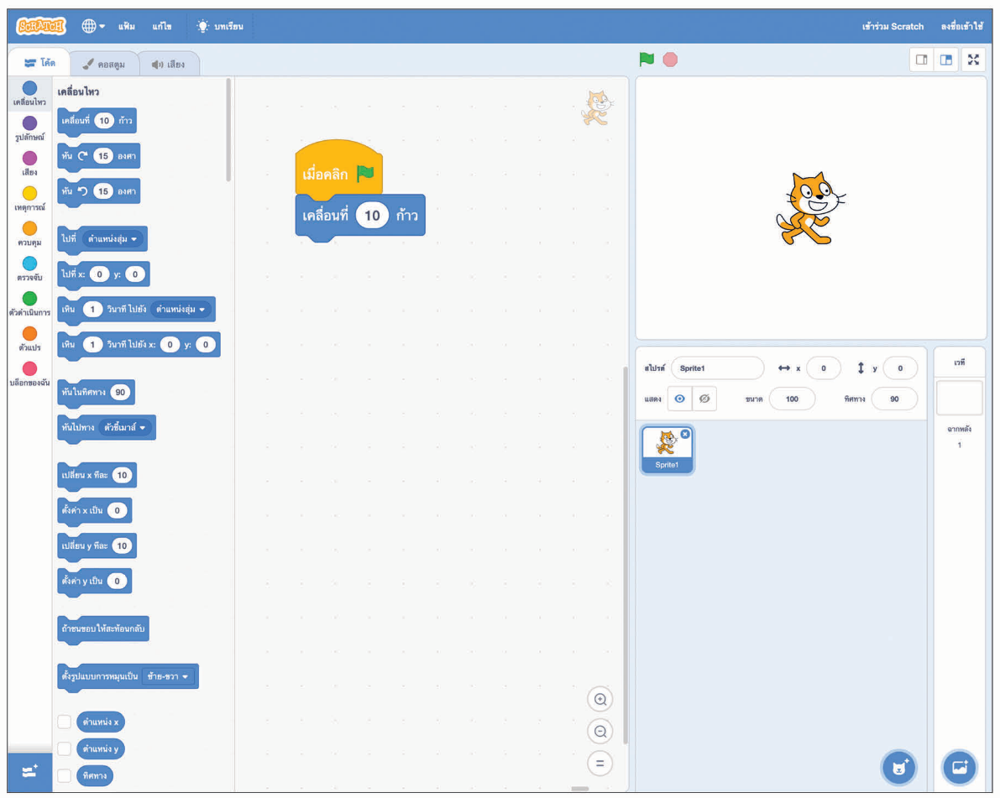 SCRATCH แฟ้ม แก้ไข บทเรียน เข้าร่วม Scratch ลงชื่อเข้าใช้
โค้ด คอสตูม เสียง
เคลื่อนไหว
รูปลักษณ์
เสียง
เหตุการณ์
ควบคุม
ตรวจจับ
ตัวดำเนินการ
ตัวแปร
บล็อกของฉัน
เคลื่อนไหว
เคลื่อนที่ 10 ก้าว
หัน 15 องศา
หัน 15 องศา
ไปที่ ตำแหน่งสุ่ม
ไปที่ x: 0 y: 0
เหิน 1 วินาที ไปยัง ตำแหน่งสุ่ม
เหิน 1 วินาที ไปยัง x: 0 y: 0
หันในทิศทาง 90
หันไปทาง ตัวชี้เมาส์
เปลี่ยน x ทีละ 10
ตั้งค่า x เป็น 0
เปลี่ยน y ทีละ 10
ตั้งค่า y เป็น 0
ถ้าชนขอบ ให้สะท้อนกลับ
ตั้งรูปแบบการหมุนเป็น ซ้าย-ขวา
ตำแหน่ง x
ตำแหน่ง y
ทิศทาง
เมื่อคลิก
เคลื่อนที่ 10 ก้าว
สไปรต์ Sprite1 x 0 y 0
แสดง ขนาด 100 ทิศทาง 90
Sprite1
เวที
ฉากหลัง
1